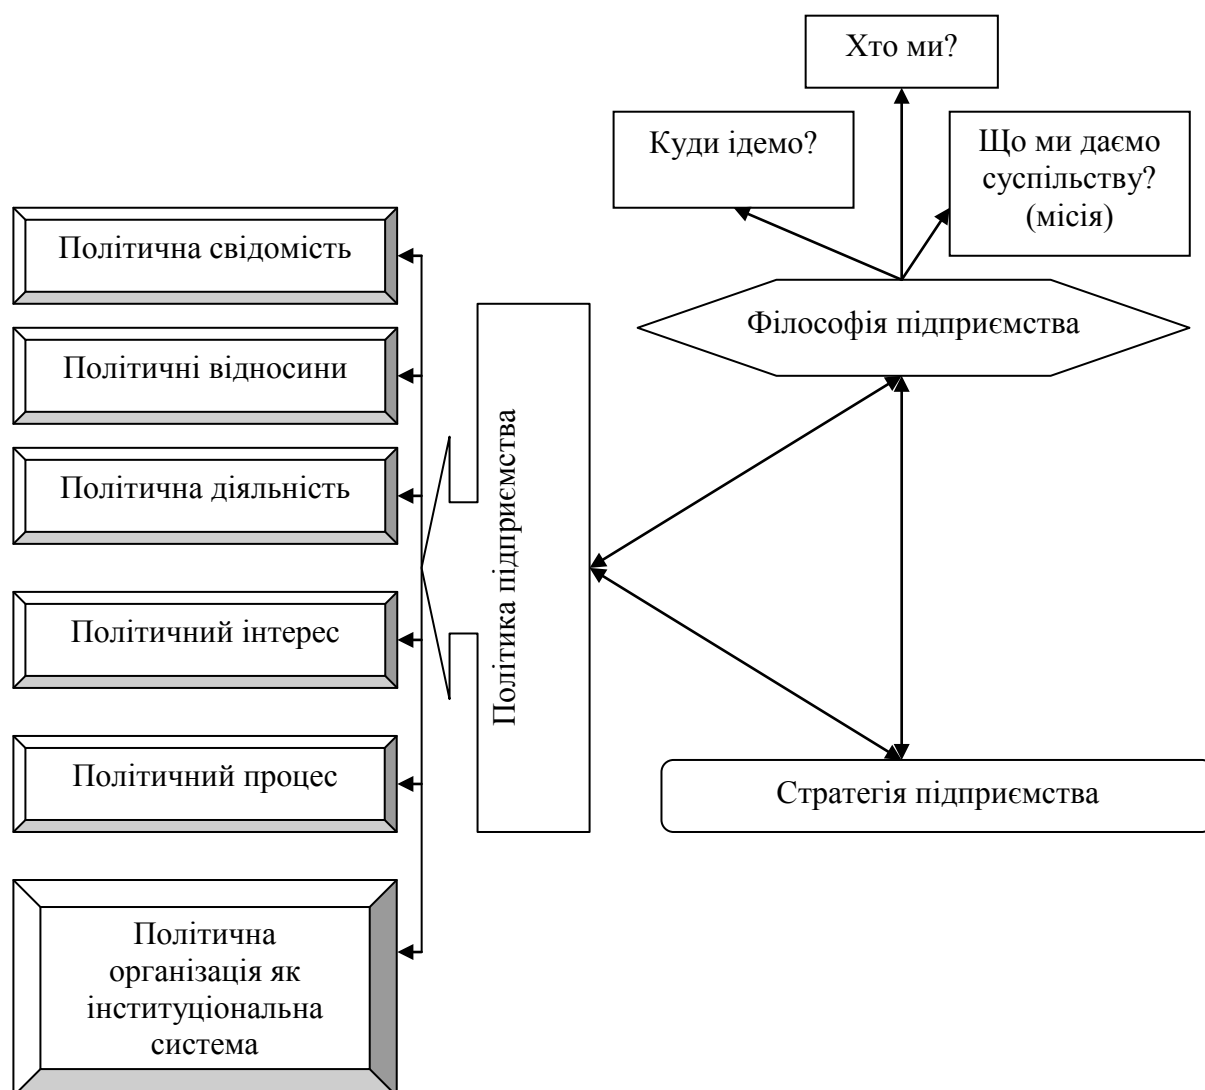 Хто ми?
Куди ідемо?
Що ми даємо
суспільству?
(місія)
Політична свідомість
Філософія підприємства
Політичні відносини
Політична діяльність
Політика підприємства
Політичний інтерес
Політичний процес
Стратегія підприємства
Політична
організація як
інституціональна
система